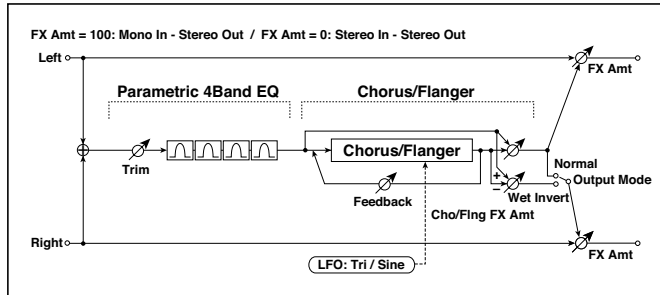 FX Amt = 100: Mono In - Stereo Out / FX Amt = 0: Stereo In - Stereo Out
Left
FX Amt
Parametric 4Band EQ
Chorus/Flanger
Trim
Chorus/Flanger
Normal
Output Mode
+
–
Feedback
Wet Invert
Cho/Flng FX Amt
Right
FX Amt
LFO: Tri / Sine